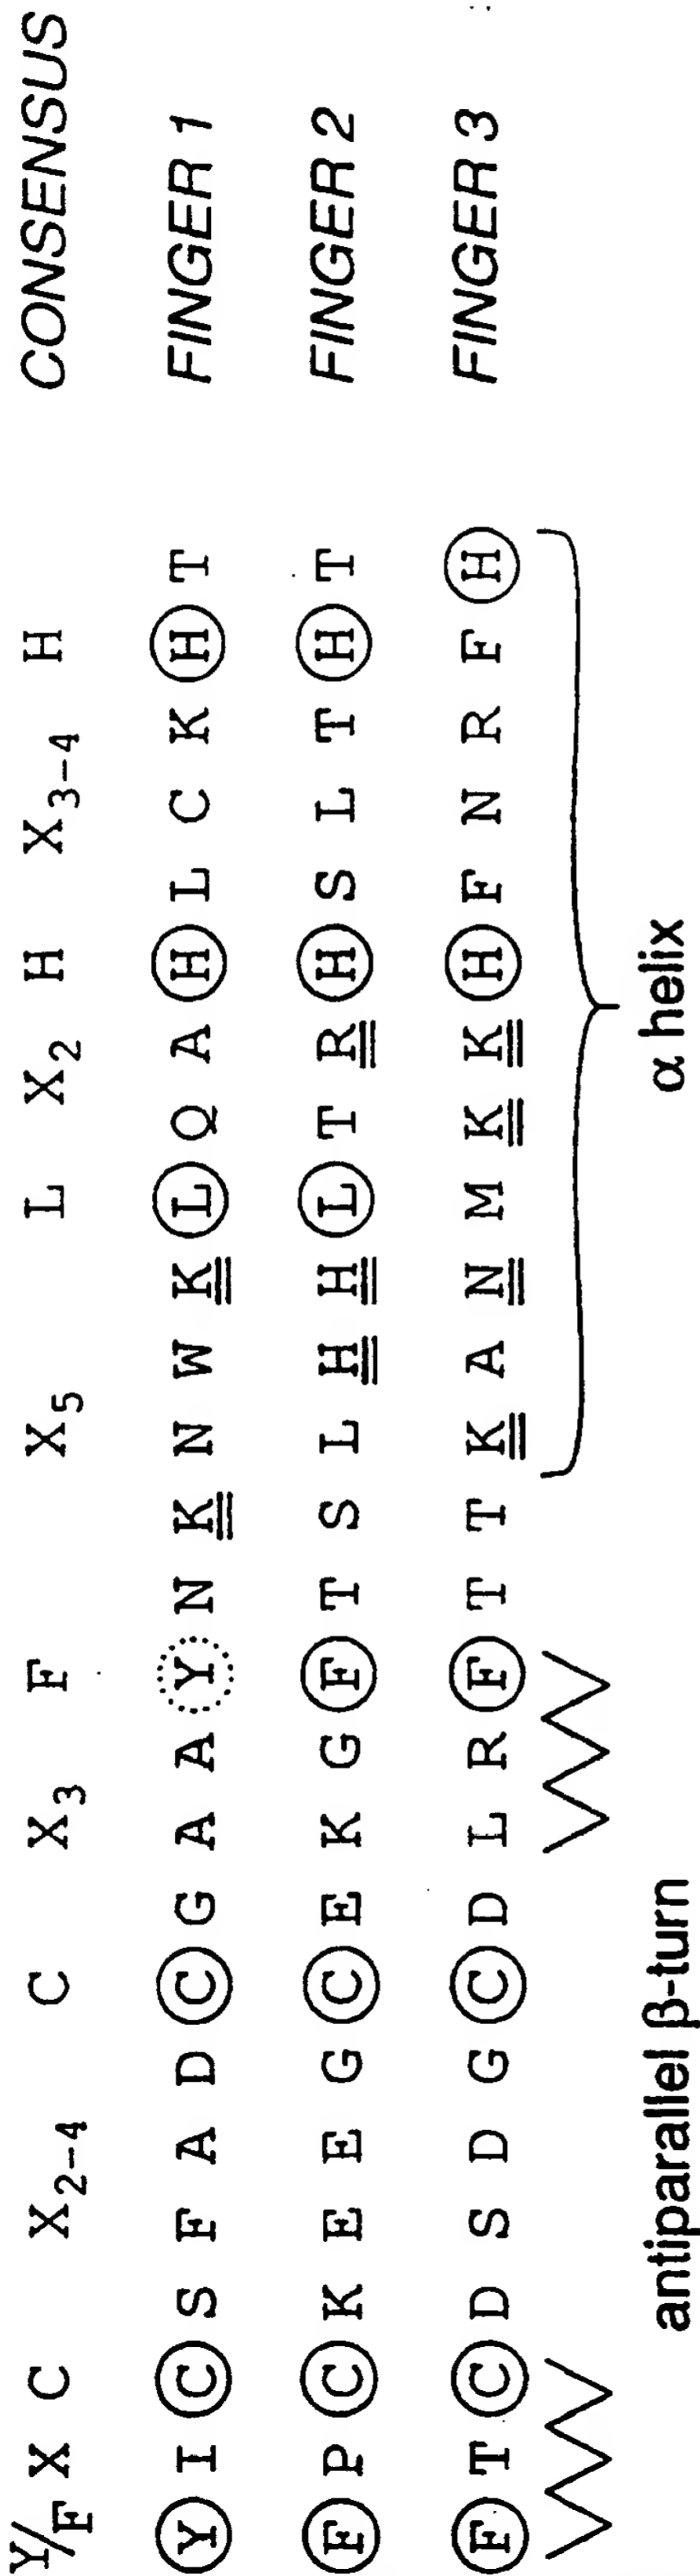 Y/F X C X₂₋₄ C X₃ F X₅ L X₂ H X₃₋₄ H CONSENSUS
Y I C S F A D C G A A Y N K N W K L Q A H L C K H T FINGER 1
F P C K E E G C E K G F T S L H H L T R H S L T H T FINGER 2
F T C D S D G C D L R F T T K A N M K K H F N R F H FINGER 3
antiparallel β-turn α helix